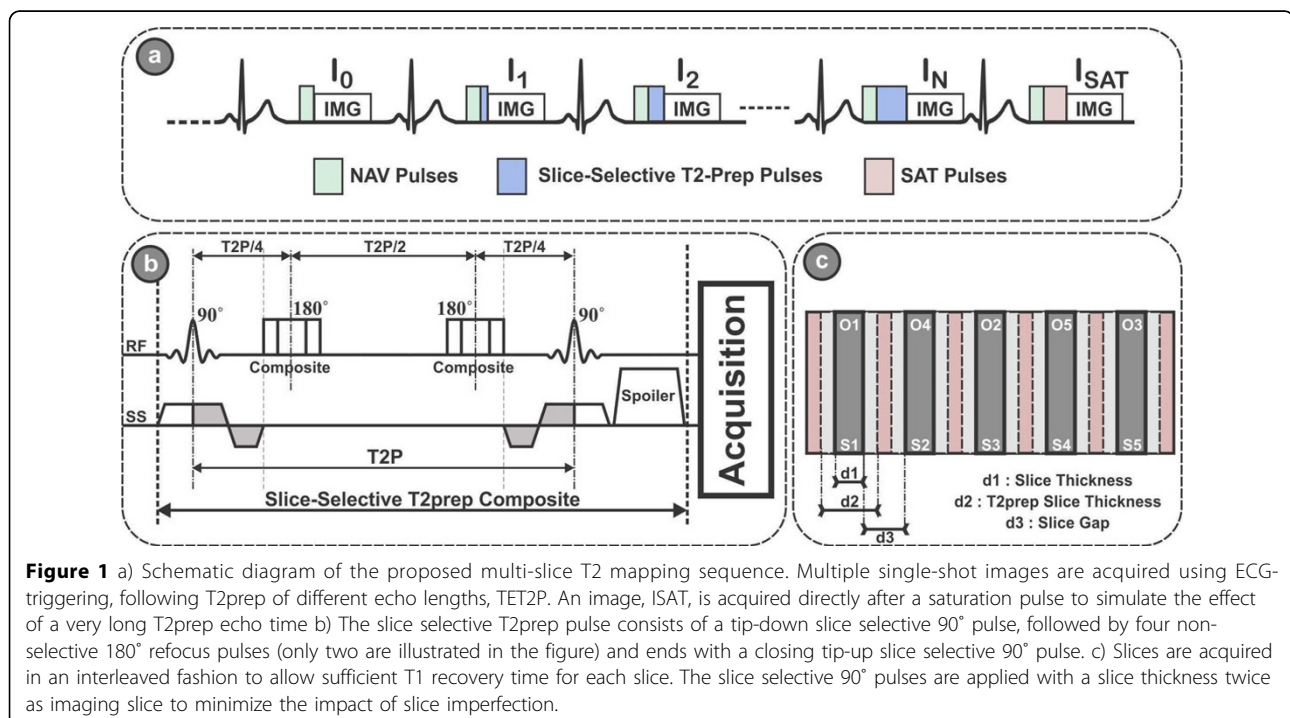 a
I0 I1 I2 IN ISAT
IMG IMG IMG IMG IMG
NAV Pulses Slice-Selective T2-Prep Pulses SAT Pulses
b
T2P/4 T2P/2 T2P/4
90° 180° 180° 90°
RF
Composite Composite
Spoiler
SS
T2P
Slice-Selective T2prep Composite
Acquisition
c
O1 O4 O2 O5 O3
S1 S2 S3 S4 S5
d1
d2
d3
d1 : Slice Thickness
d2 : T2prep Slice Thickness
d3 : Slice Gap
Figure 1 a) Schematic diagram of the proposed multi-slice T2 mapping sequence. Multiple single-shot images are acquired using ECG-
triggering, following T2prep of different echo lengths, TET2P. An image, ISAT, is acquired directly after a saturation pulse to simulate the effect
of a very long T2prep echo time b) The slice selective T2prep pulse consists of a tip-down slice selective 90° pulse, followed by four non-
selective 180° refocus pulses (only two are illustrated in the figure) and ends with a closing tip-up slice selective 90° pulse. c) Slices are acquired
in an interleaved fashion to allow sufficient T1 recovery time for each slice. The slice selective 90° pulses are applied with a slice thickness twice
as imaging slice to minimize the impact of slice imperfection.